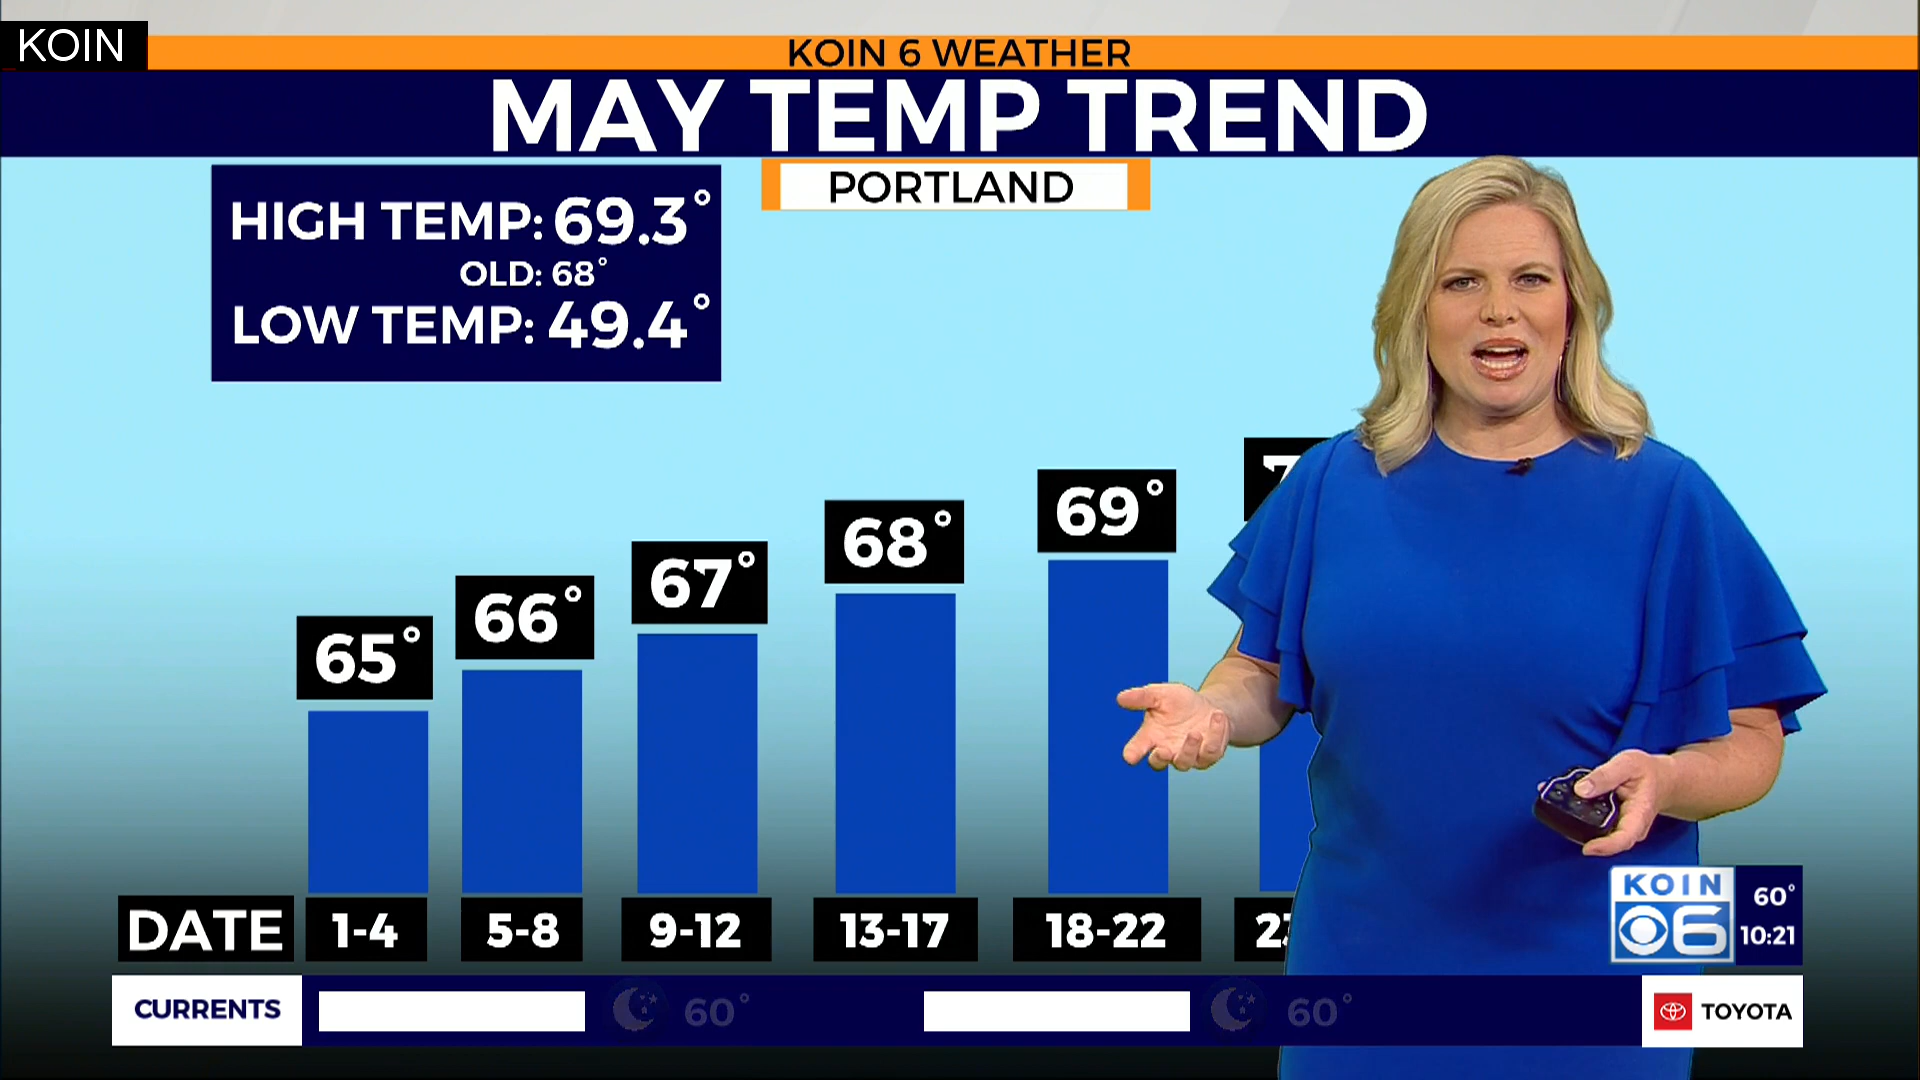 KOIN
KOIN 6 WEATHER
MAY TEMP TREND
PORTLAND
HIGH TEMP: 69.3°
OLD: 68°
LOW TEMP: 49.4°
65° 66° 67° 68° 69°
DATE 1-4 5-8 9-12 13-17 18-22
KOIN 6
60°
10:21
CURRENTS 60° 60° TOYOTA